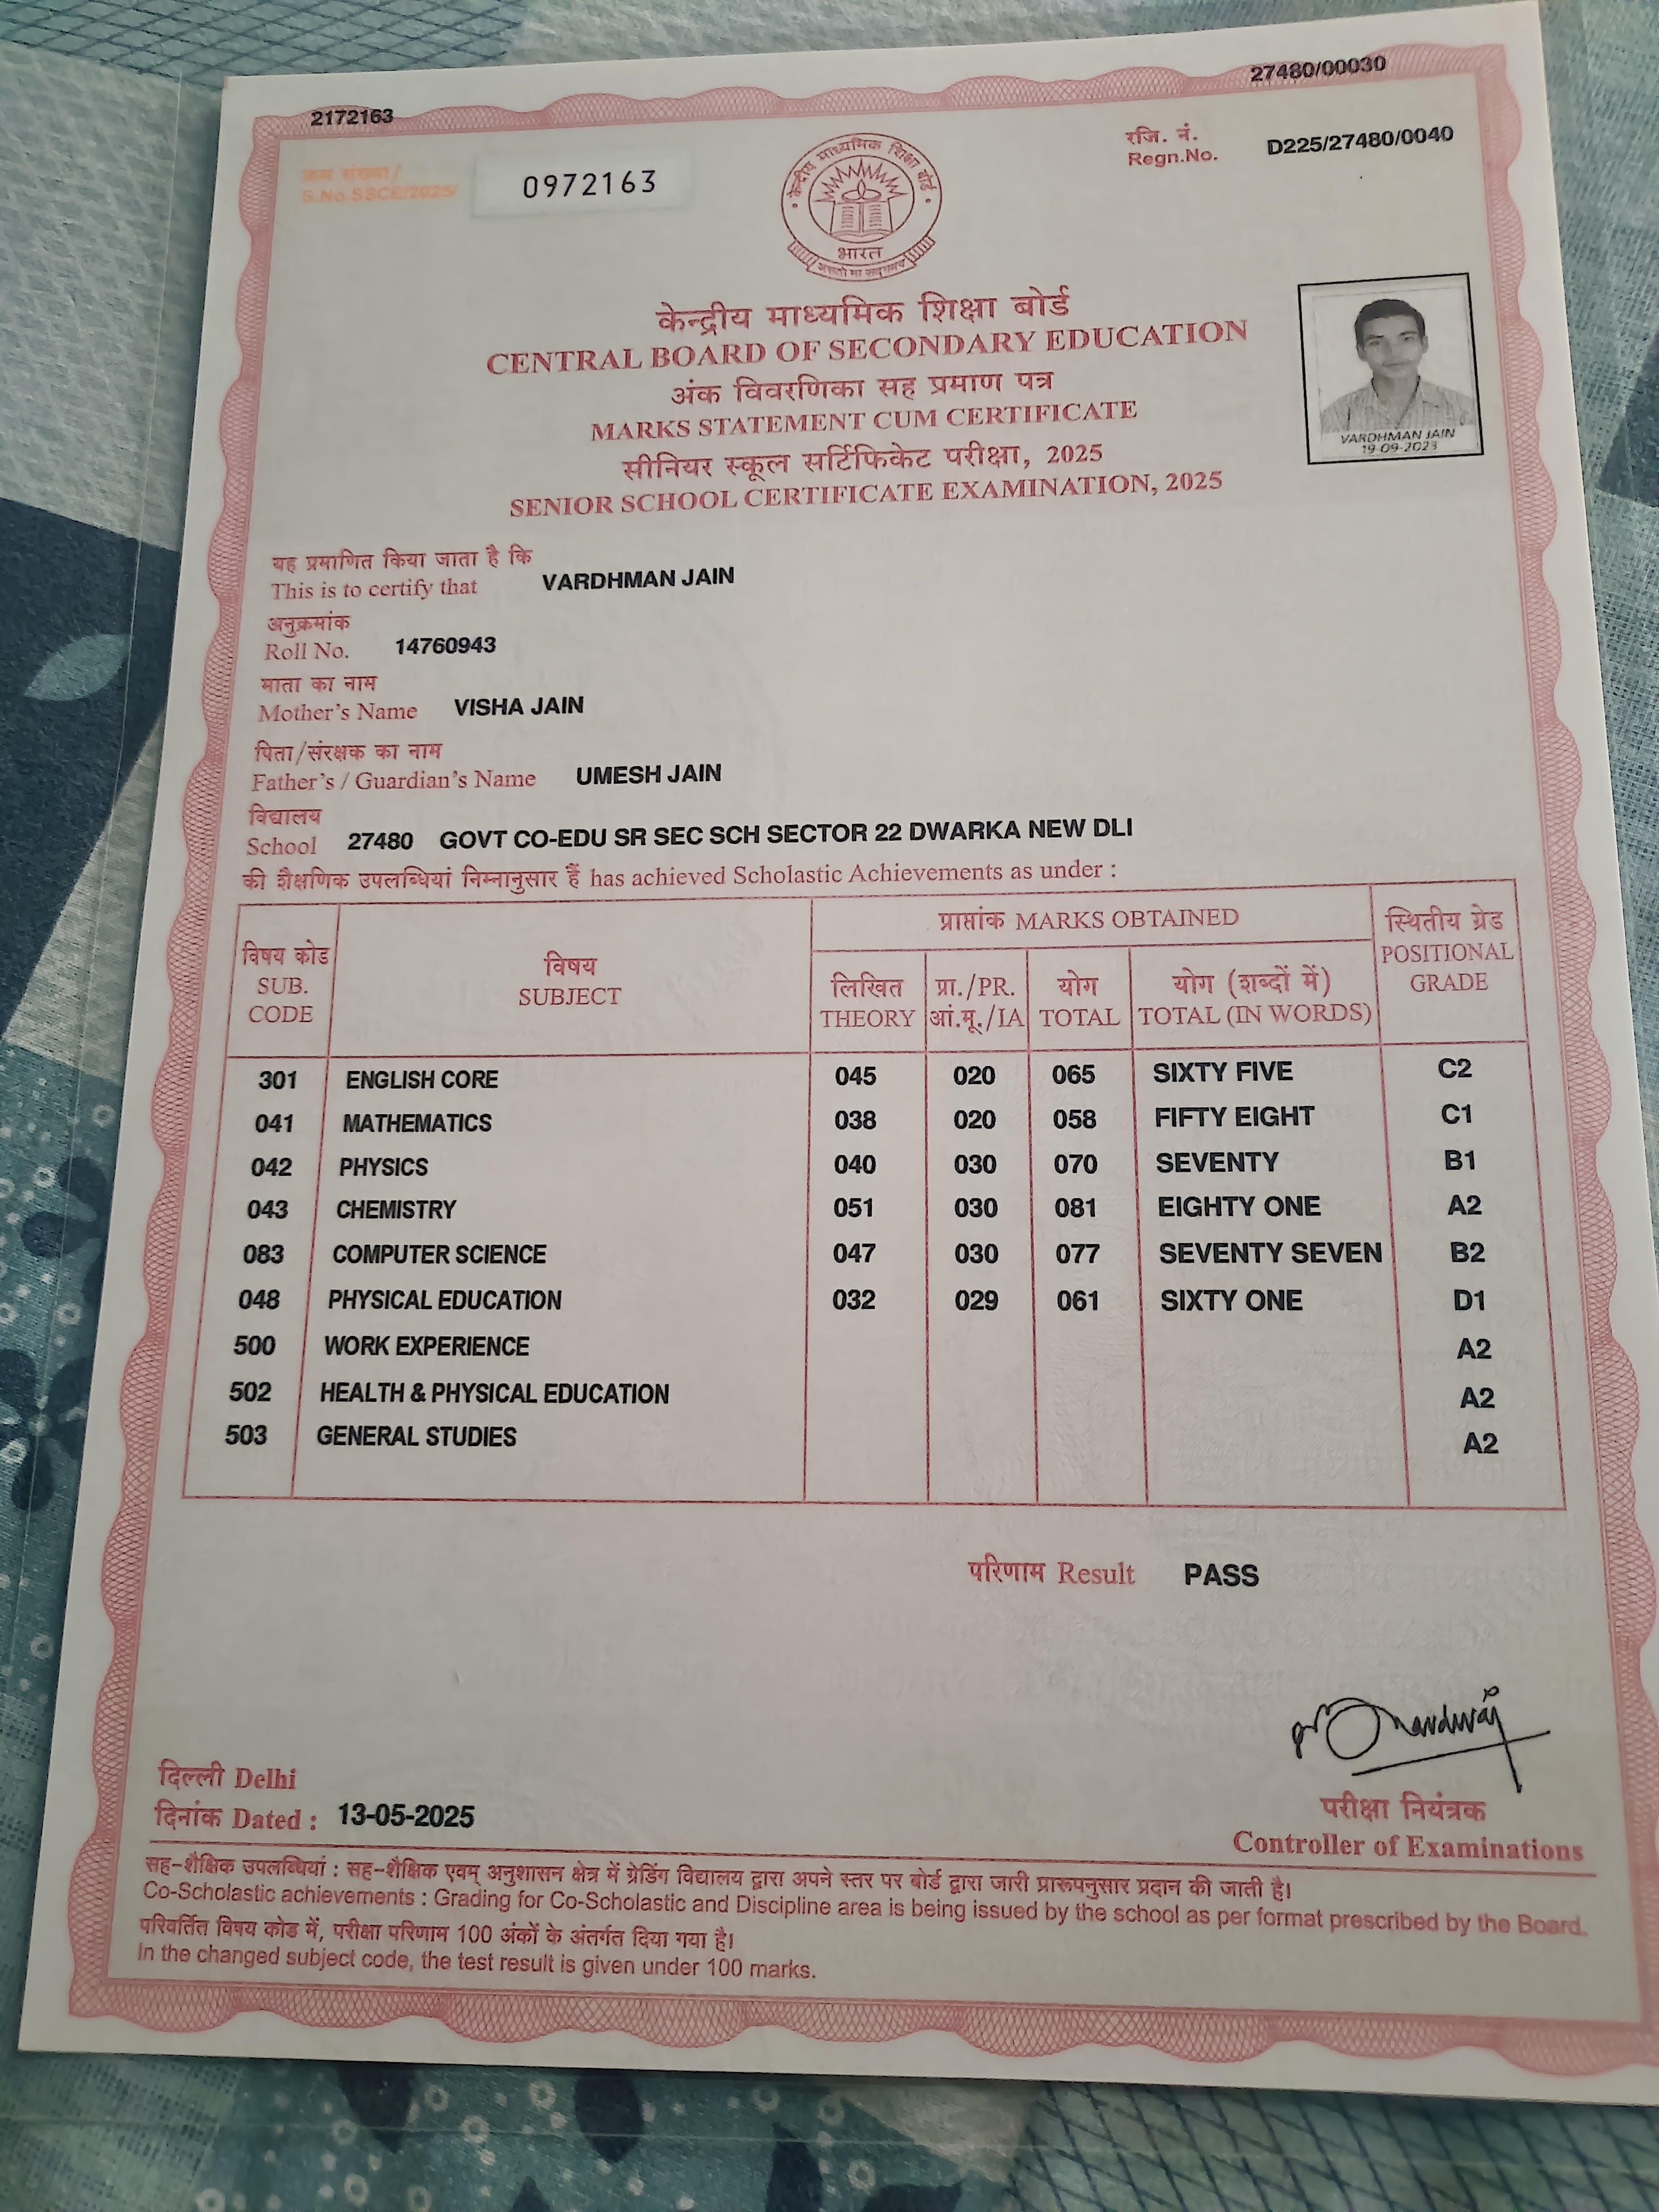 2172163
27480/00030
क्रम संख्या/
S.No.SSCE/2025/
0972163
रजि. नं.
Regn.No.
D225/27480/0040
केन्द्रीय माध्यमिक शिक्षा बोर्ड
भारत
असतो मा सद्गमय
केन्द्रीय माध्यमिक शिक्षा बोर्ड
CENTRAL BOARD OF SECONDARY EDUCATION
अंक विवरणिका सह प्रमाण पत्र
MARKS STATEMENT CUM CERTIFICATE
सीनियर स्कूल सर्टिफिकेट परीक्षा, 2025
SENIOR SCHOOL CERTIFICATE EXAMINATION, 2025
VARDHMAN JAIN
19-09-2023
यह प्रमाणित किया जाता है कि
This is to certify that VARDHMAN JAIN
अनुक्रमांक
Roll No. 14760943
माता का नाम
Mother's Name VISHA JAIN
पिता/संरक्षक का नाम
Father's / Guardian's Name UMESH JAIN
विद्यालय
School 27480 GOVT CO-EDU SR SEC SCH SECTOR 22 DWARKA NEW DLI
की शैक्षणिक उपलब्धियां निम्नानुसार हैं has achieved Scholastic Achievements as under :
विषय कोड
SUB.
CODE
विषय
SUBJECT
प्राप्तांक MARKS OBTAINED
लिखित
THEORY
प्रा./PR.
आं.मू./IA
योग
TOTAL
योग (शब्दों में)
TOTAL (IN WORDS)
स्थितीय ग्रेड
POSITIONAL
GRADE
301 ENGLISH CORE 045 020 065 SIXTY FIVE C2
041 MATHEMATICS 038 020 058 FIFTY EIGHT C1
042 PHYSICS 040 030 070 SEVENTY B1
043 CHEMISTRY 051 030 081 EIGHTY ONE A2
083 COMPUTER SCIENCE 047 030 077 SEVENTY SEVEN B2
048 PHYSICAL EDUCATION 032 029 061 SIXTY ONE D1
500 WORK EXPERIENCE A2
502 HEALTH & PHYSICAL EDUCATION A2
503 GENERAL STUDIES A2
परिणाम Result PASS
दिल्ली Delhi
दिनांक Dated : 13-05-2025
परीक्षा नियंत्रक
Controller of Examinations
सह-शैक्षिक उपलब्धियां : सह-शैक्षिक एवम् अनुशासन क्षेत्र में ग्रेडिंग विद्यालय द्वारा अपने स्तर पर बोर्ड द्वारा जारी प्रारूपनुसार प्रदान की जाती है।
Co-Scholastic achievements : Grading for Co-Scholastic and Discipline area is being issued by the school as per format prescribed by the Board.
परिवर्तित विषय कोड में, परीक्षा परिणाम 100 अंकों के अंतर्गत दिया गया है।
In the changed subject code, the test result is given under 100 marks.